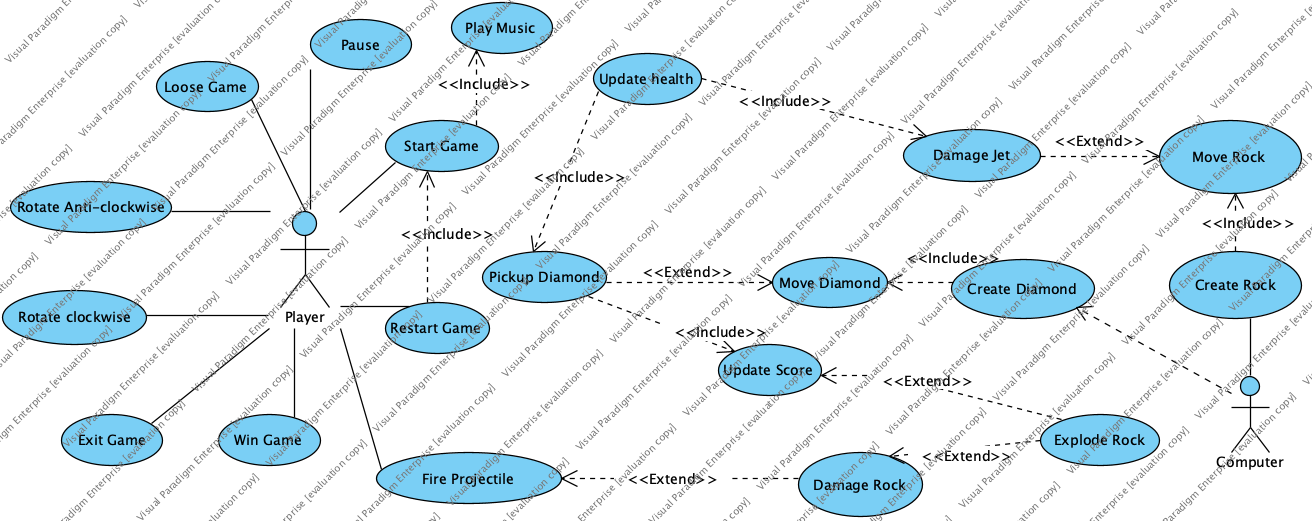 Play Music
Pause
<<Include>>
Update health
Loose Game
<<Include>>
Start Game
<<Extend>>
Damage Jet
Move Rock
<<Include>>
Rotate Anti-clockwise
<<Include>>
<<Include>>
<<Include>>
Pickup Diamond
<<Extend>>
Move Diamond
Create Diamond
Create Rock
Rotate clockwise
Player
Restart Game
<<Include>>
Update Score
<<Extend>>
Exit Game
Win Game
Explode Rock
<<Extend>>
Computer
Fire Projectile
<<Extend>>
Damage Rock
Visual Paradigm Enterprise [evaluation copy]